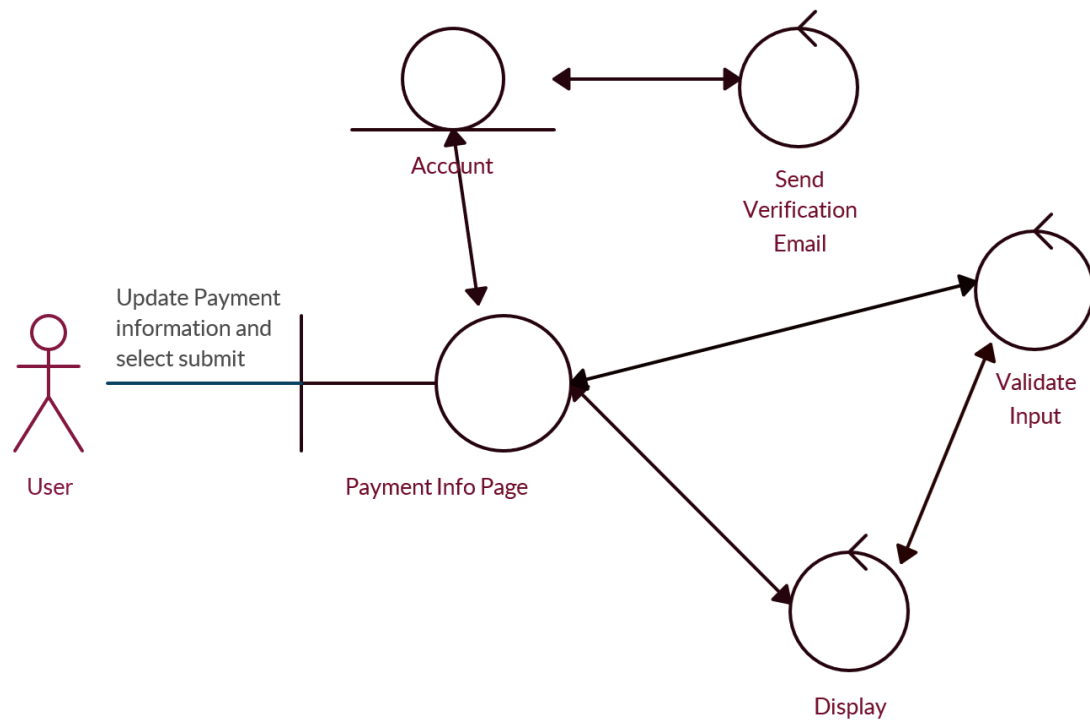 Account
Send
Verification
Email
Update Payment
information and
select submit
User
Payment Info Page
Validate
Input
Display